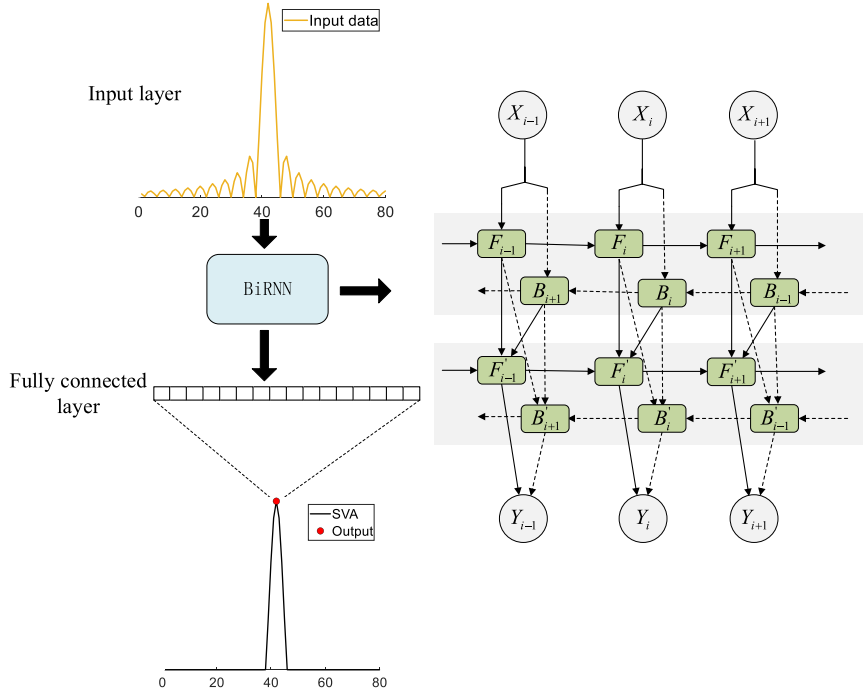 Input data
Input layer
0 20 40 60 80
BiRNN
Fully connected
layer
SVA
Output
0 20 40 60 80
X_{i-1} X_i X_{i+1}
F_{i-1} F_i F_{i+1}
B_{i+1} B_i B_{i-1}
F'_{i-1} F'_i F'_{i+1}
B'_{i+1} B'_i B'_{i-1}
Y_{i-1} Y_i Y_{i+1}